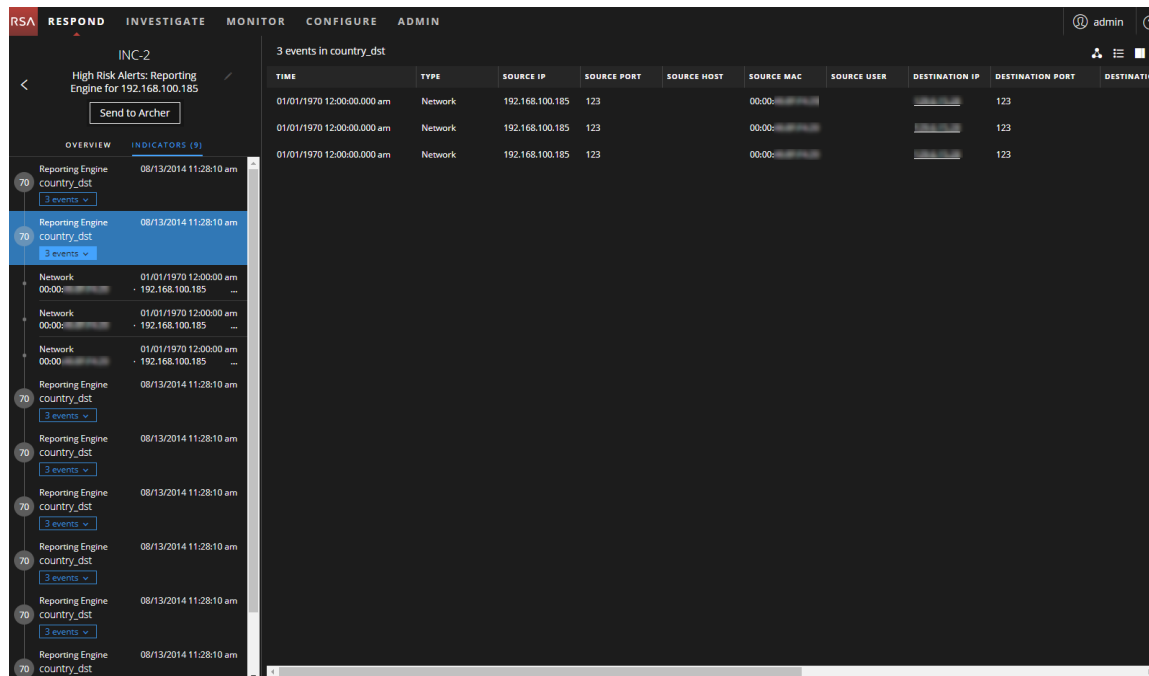 RSA RESPOND INVESTIGATE MONITOR CONFIGURE ADMIN admin
INC-2
High Risk Alerts: Reporting
Engine for 192.168.100.185
Send to Archer
OVERVIEW INDICATORS (9)
Reporting Engine 08/13/2014 11:28:10 am
70 country_dst
3 events
Reporting Engine 08/13/2014 11:28:10 am
70 country_dst
3 events
Network 01/01/1970 12:00:00 am
00:00: · 192.168.100.185 ...
Network 01/01/1970 12:00:00 am
00:00: · 192.168.100.185 ...
Network 01/01/1970 12:00:00 am
00:00 · 192.168.100.185 ...
Reporting Engine 08/13/2014 11:28:10 am
70 country_dst
3 events
Reporting Engine 08/13/2014 11:28:10 am
70 country_dst
3 events
Reporting Engine 08/13/2014 11:28:10 am
70 country_dst
3 events
Reporting Engine 08/13/2014 11:28:10 am
70 country_dst
3 events
Reporting Engine 08/13/2014 11:28:10 am
70 country_dst
3 events
Reporting Engine 08/13/2014 11:28:10 am
70 country_dst
3 events in country_dst
TIME TYPE SOURCE IP SOURCE PORT SOURCE HOST SOURCE MAC SOURCE USER DESTINATION IP DESTINATION PORT DESTINATI
01/01/1970 12:00:00.000 am Network 192.168.100.185 123 00:00: 123
01/01/1970 12:00:00.000 am Network 192.168.100.185 123 00:00: 123
01/01/1970 12:00:00.000 am Network 192.168.100.185 123 00:00: 123